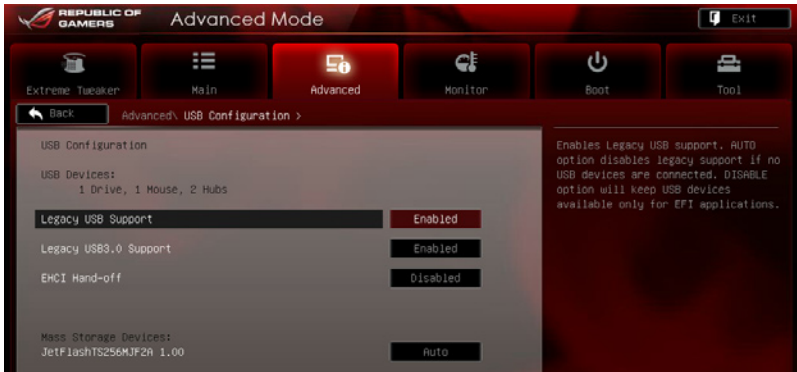 REPUBLIC OF
GAMERS
Advanced Mode
Exit
Extreme Tweaker
Main
Advanced
Monitor
Boot
Tool
Back
Advanced\ USB Configuration >
USB Configuration
USB Devices:
1 Drive, 1 Mouse, 2 Hubs
Legacy USB Support Enabled
Legacy USB3.0 Support Enabled
EHCI Hand-off Disabled
Mass Storage Devices:
JetFlashTS256MJF2A 1.00 Auto
Enables Legacy USB support. AUTO
option disables legacy support if no
USB devices are connected. DISABLE
option will keep USB devices
available only for EFI applications.